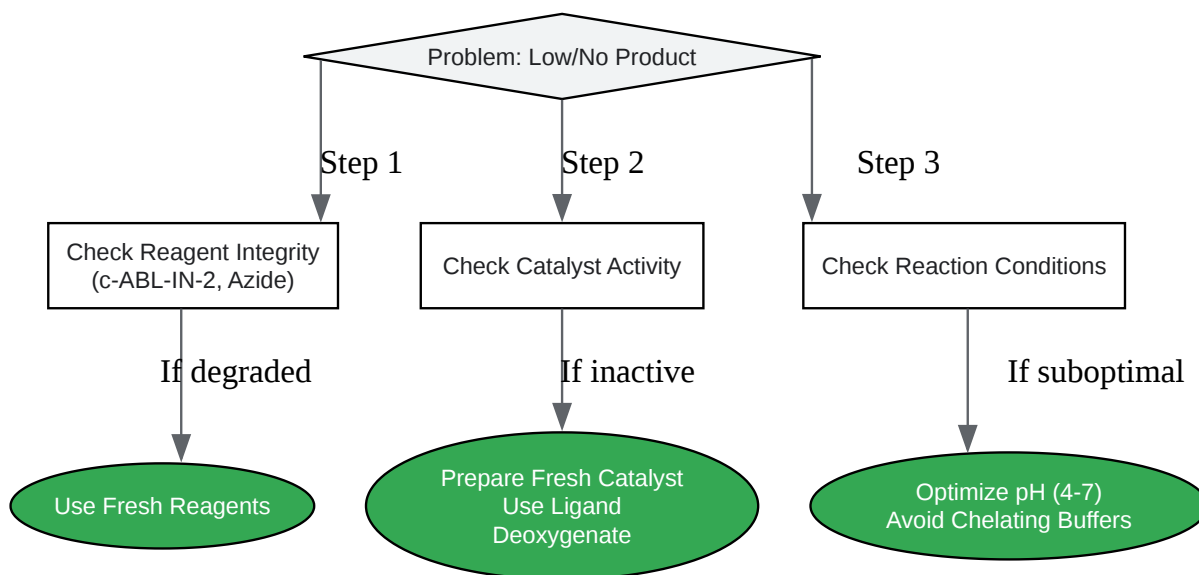 Problem: Low/No Product
Step 1
Step 2
Step 3
Check Reagent Integrity
(c-ABL-IN-2, Azide)
Check Catalyst Activity
Check Reaction Conditions
If degraded
If inactive
If suboptimal
Use Fresh Reagents
Prepare Fresh Catalyst
Use Ligand
Deoxygenate
Optimize pH (4-7)
Avoid Chelating Buffers